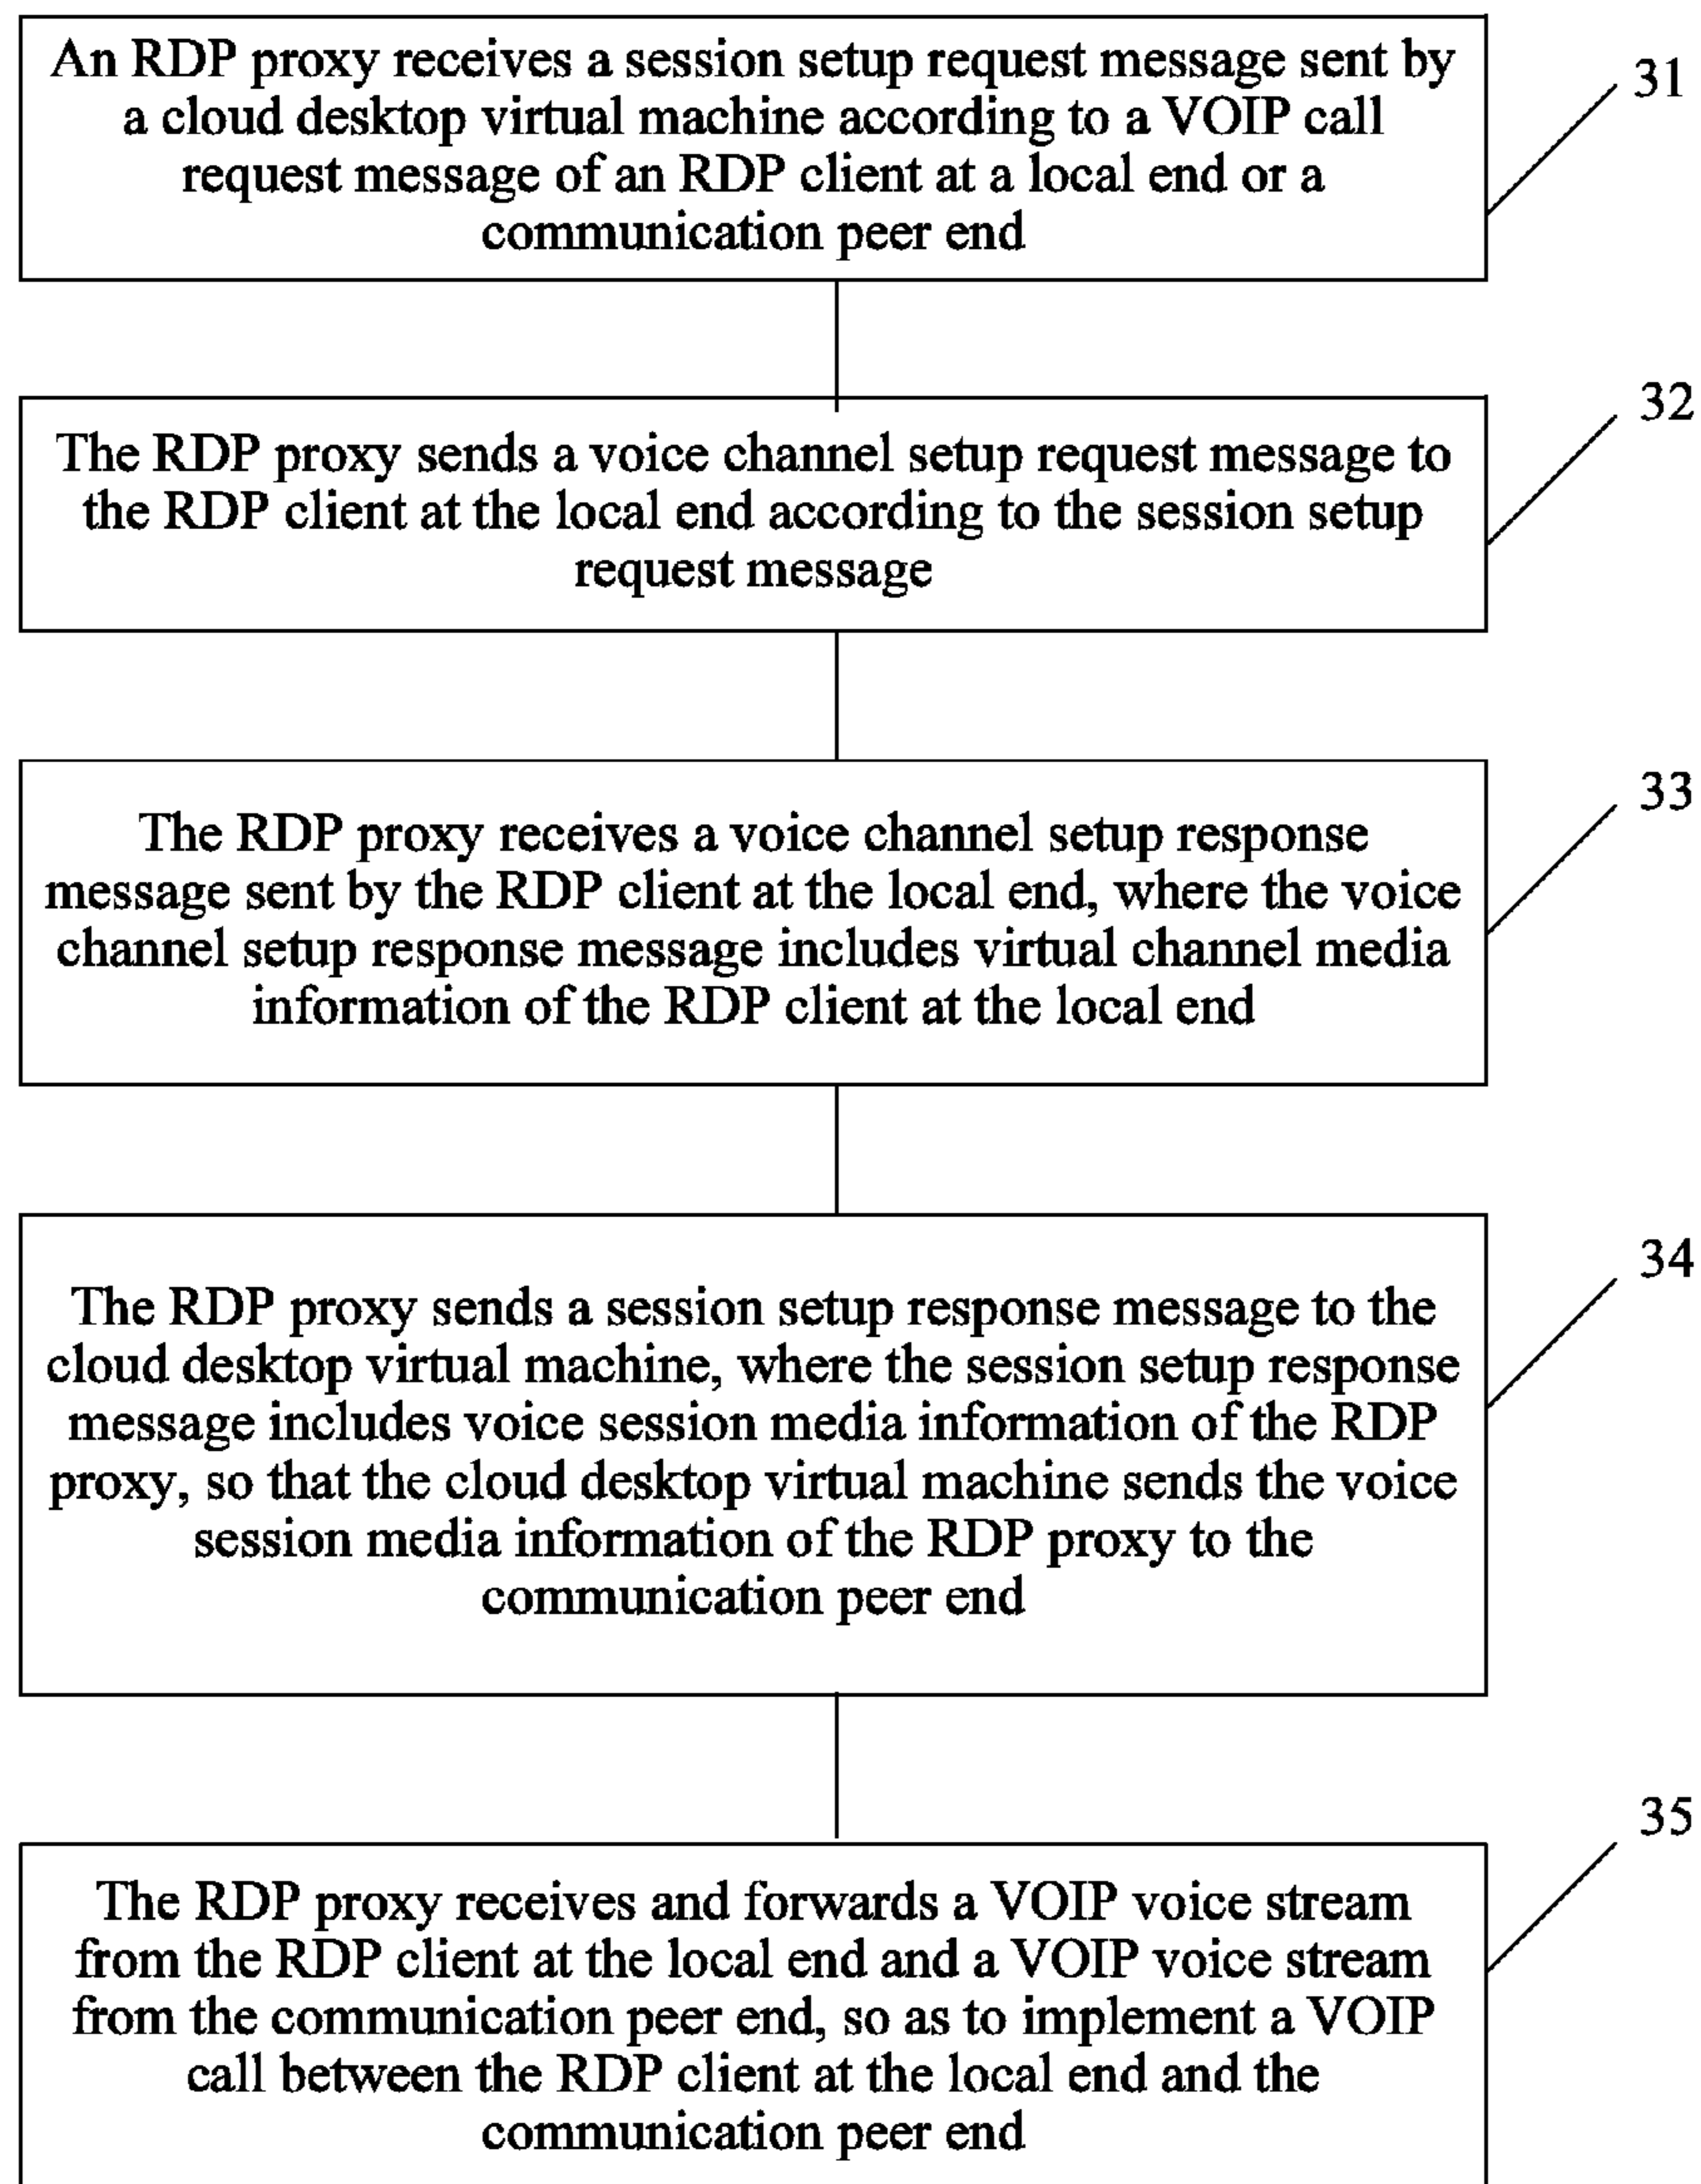 An RDP proxy receives a session setup request message sent by
a cloud desktop virtual machine according to a VOIP call
request message of an RDP client at a local end or a
communication peer end
31
The RDP proxy sends a voice channel setup request message to
the RDP client at the local end according to the session setup
request message
32
The RDP proxy receives a voice channel setup response
message sent by the RDP client at the local end, where the voice
channel setup response message includes virtual channel media
information of the RDP client at the local end
33
The RDP proxy sends a session setup response message to the
cloud desktop virtual machine, where the session setup response
message includes voice session media information of the RDP
proxy, so that the cloud desktop virtual machine sends the voice
session media information of the RDP proxy to the
communication peer end
34
The RDP proxy receives and forwards a VOIP voice stream
from the RDP client at the local end and a VOIP voice stream
from the communication peer end, so as to implement a VOIP
call between the RDP client at the local end and the
communication peer end
35